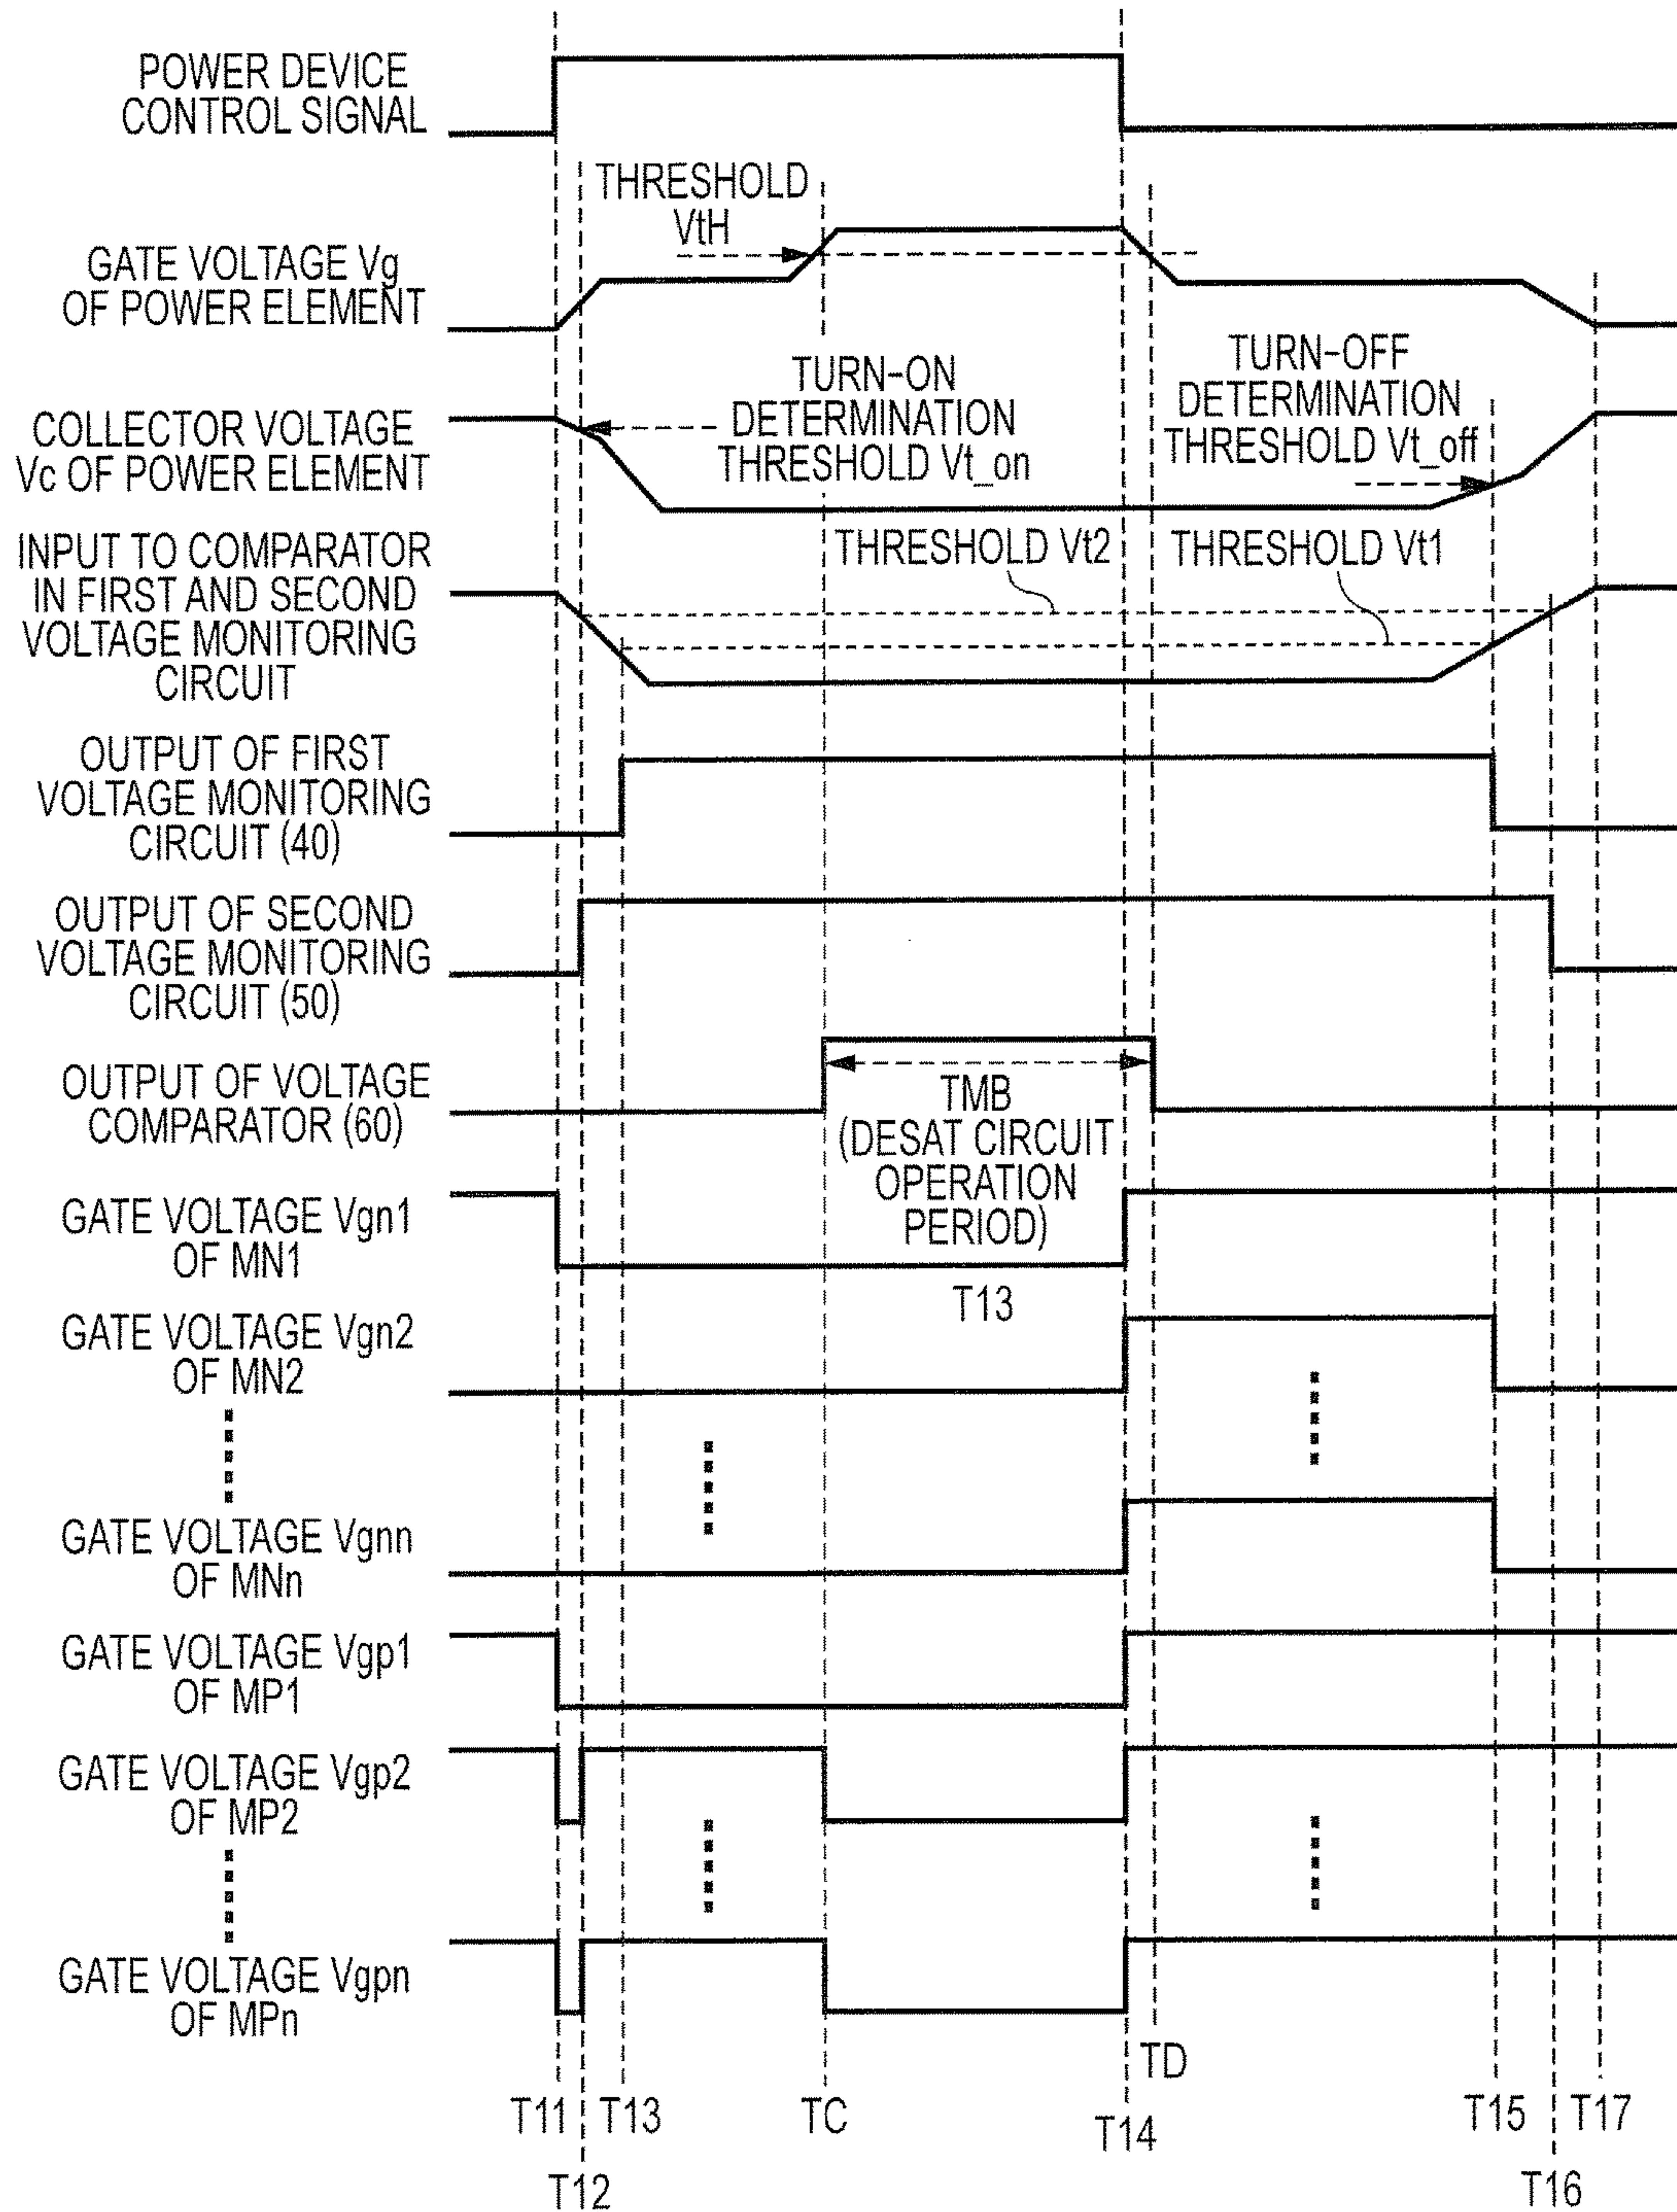 POWER DEVICE
CONTROL SIGNAL
THRESHOLD
VtH
GATE VOLTAGE Vg
OF POWER ELEMENT
TURN-ON
DETERMINATION
THRESHOLD Vt_on
TURN-OFF
DETERMINATION
THRESHOLD Vt_off
COLLECTOR VOLTAGE
Vc OF POWER ELEMENT
THRESHOLD Vt2
THRESHOLD Vt1
INPUT TO COMPARATOR
IN FIRST AND SECOND
VOLTAGE MONITORING
CIRCUIT
OUTPUT OF FIRST
VOLTAGE MONITORING
CIRCUIT (40)
OUTPUT OF SECOND
VOLTAGE MONITORING
CIRCUIT (50)
OUTPUT OF VOLTAGE
COMPARATOR (60)
TMB
(DESAT CIRCUIT
OPERATION
PERIOD)
GATE VOLTAGE Vgn1
OF MN1
T13
GATE VOLTAGE Vgn2
OF MN2
GATE VOLTAGE Vgnn
OF MNn
GATE VOLTAGE Vgp1
OF MP1
GATE VOLTAGE Vgp2
OF MP2
GATE VOLTAGE Vgpn
OF MPn
TD
T11
T13
TC
T14
T15
T17
T12
T16